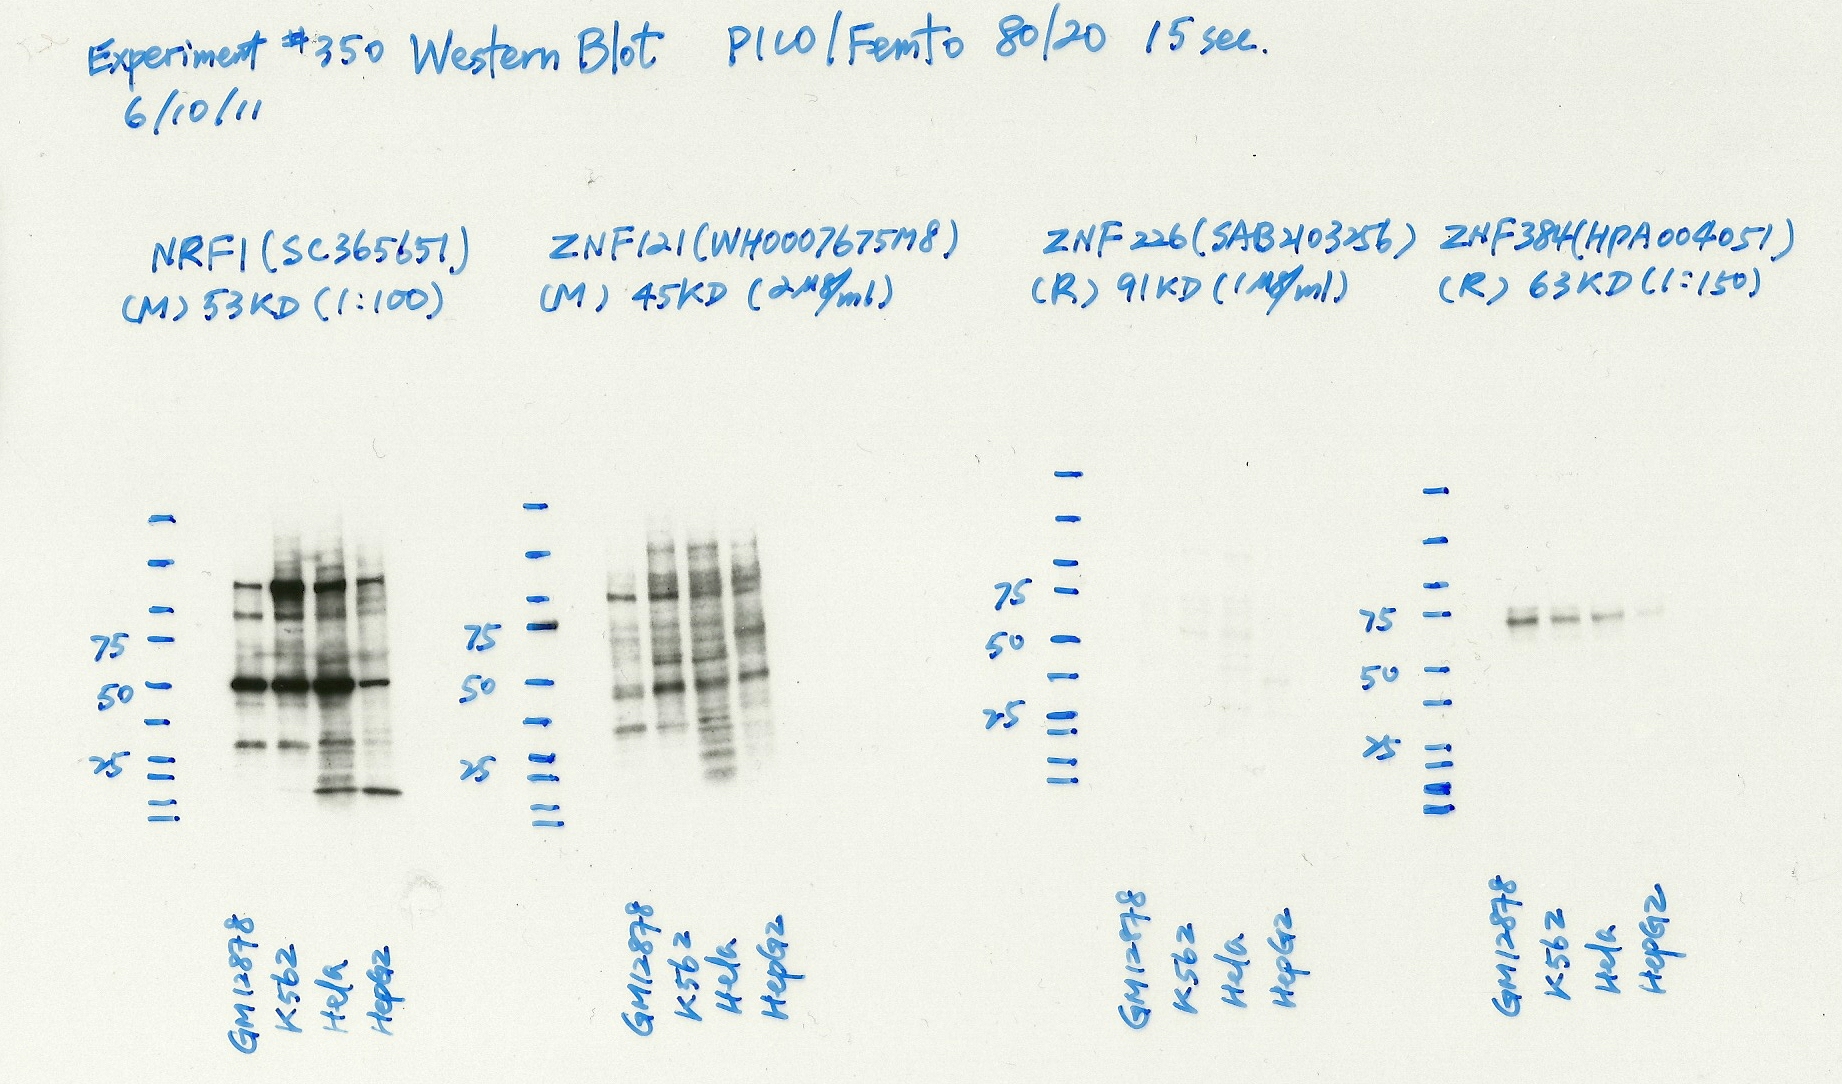 Experiment #350 Western Blot PICO/Femto 80/20 15 sec.
6/10/11
NRF1 (SC365651)
(M) 53KD (1:100)
ZNF121 (WH0007675M8)
(M) 45KD (2μg/ml)
ZNF226 (SAB2103256)
(R) 91KD (1μg/ml)
ZNF384 (HPA004051)
(R) 63KD (1:150)
75
50
25
GM12878
K562
Hela
HepG2
75
50
25
GM12878
K562
Hela
HepG2
75
50
25
GM12878
K562
Hela
HepG2
75
50
25
GM12878
K562
Hela
HepG2